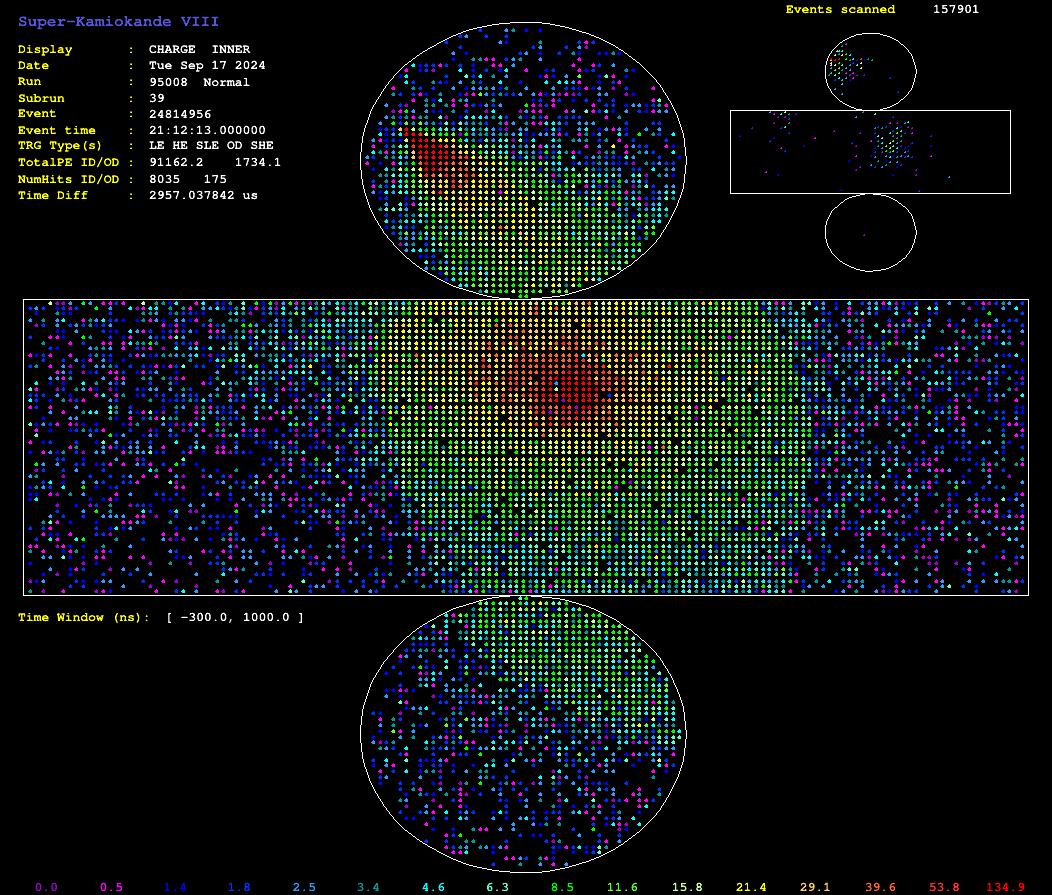 Super-Kamiokande VIII
Events scanned 157901
Display : CHARGE INNER
Date : Tue Sep 17 2024
Run : 95008 Normal
Subrun : 39
Event : 24814956
Event time : 21:12:13.000000
TRG Type(s) : LE HE SLE OD SHE
TotalPE ID/OD : 91162.2 1734.1
NumHits ID/OD : 8035 175
Time Diff : 2957.037842 us
Time Window (ns): [ -300.0, 1000.0 ]
0.0 0.5 1.4 1.8 2.5 3.4 4.6 6.3 8.5 11.6 15.8 21.4 29.1 39.6 53.8 134.9